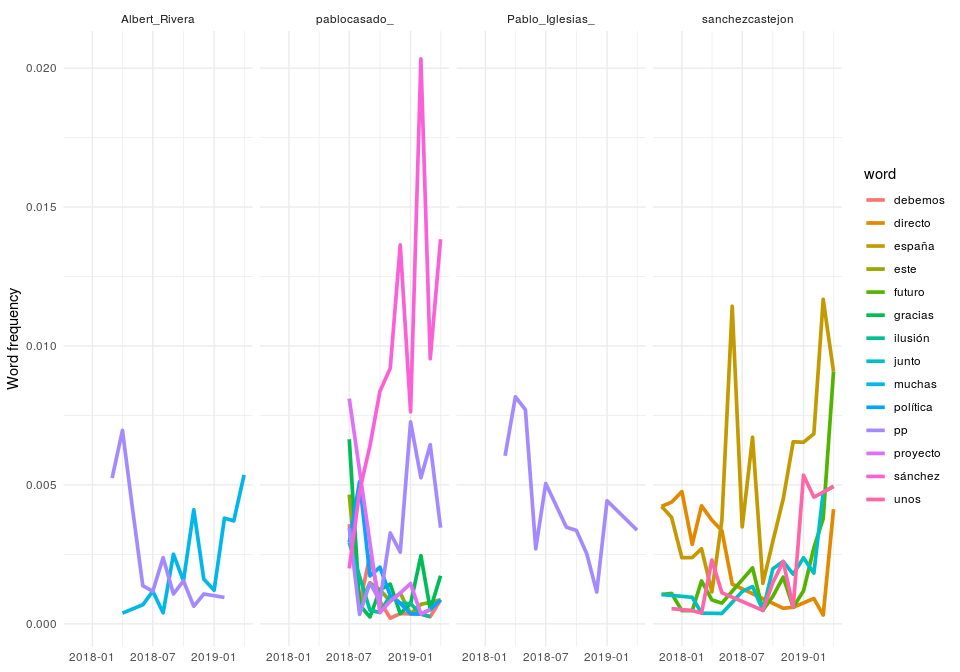 Albert_Rivera
pablocasado_
Pablo_Iglesias_
sanchezcastejon
0.020
0.015
0.010
0.005
0.000
Word frequency
2018-01 2018-07 2019-01
2018-01 2018-07 2019-01
2018-01 2018-07 2019-01
2018-01 2018-07 2019-01
word
debemos
directo
españa
este
futuro
gracias
ilusión
junto
muchas
política
pp
proyecto
sánchez
unos